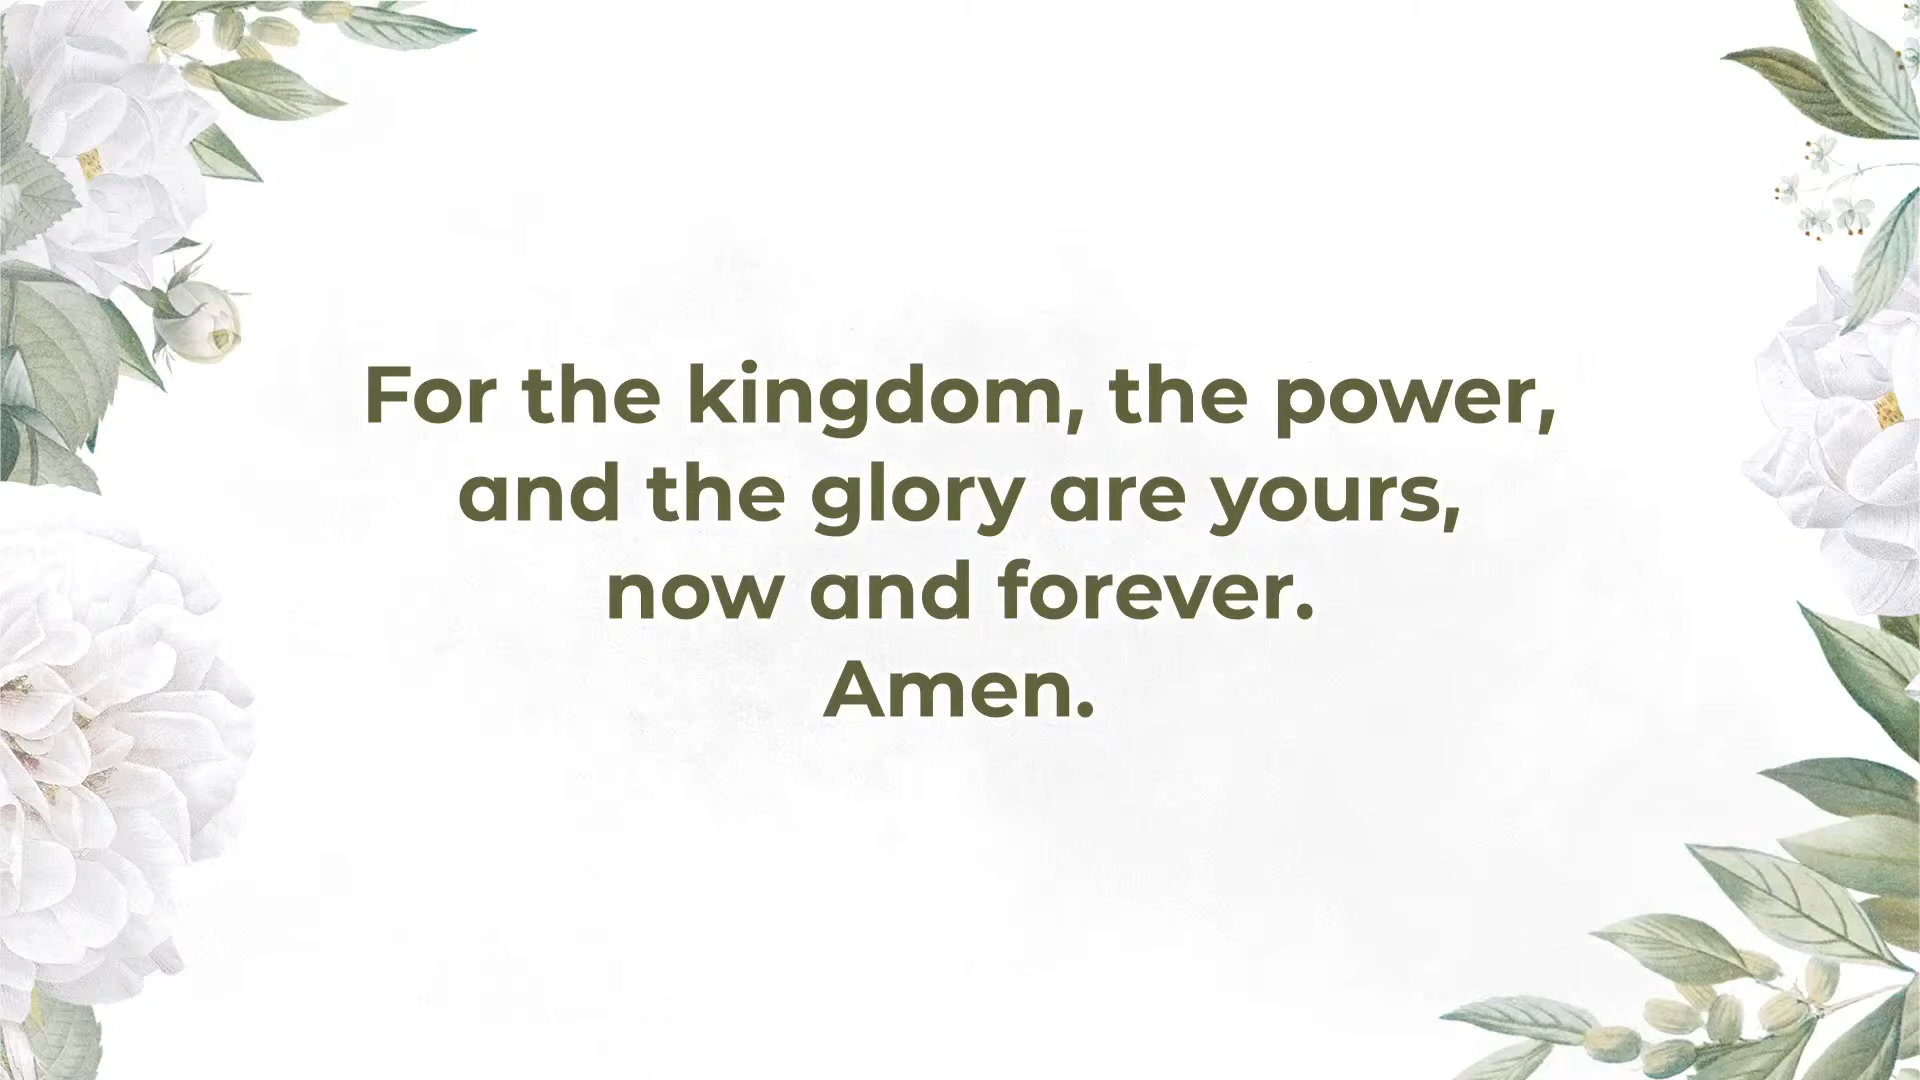 For the kingdom, the power,
and the glory are yours,
now and forever.
Amen.